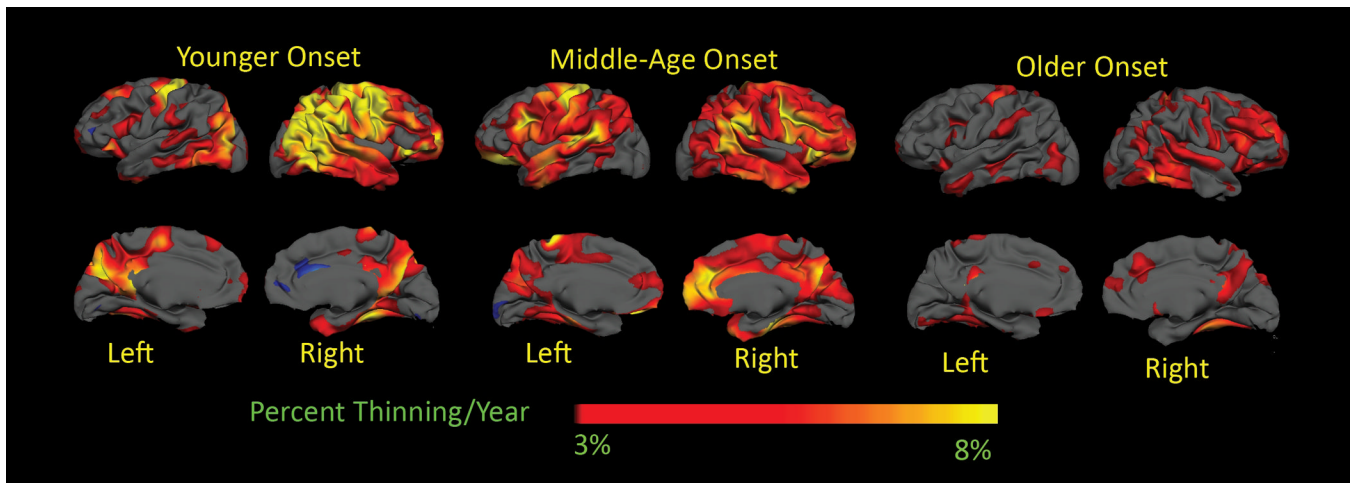 Younger Onset
Middle-Age Onset
Older Onset
Left
Right
Left
Right
Left
Right
Percent Thinning/Year
3%
8%